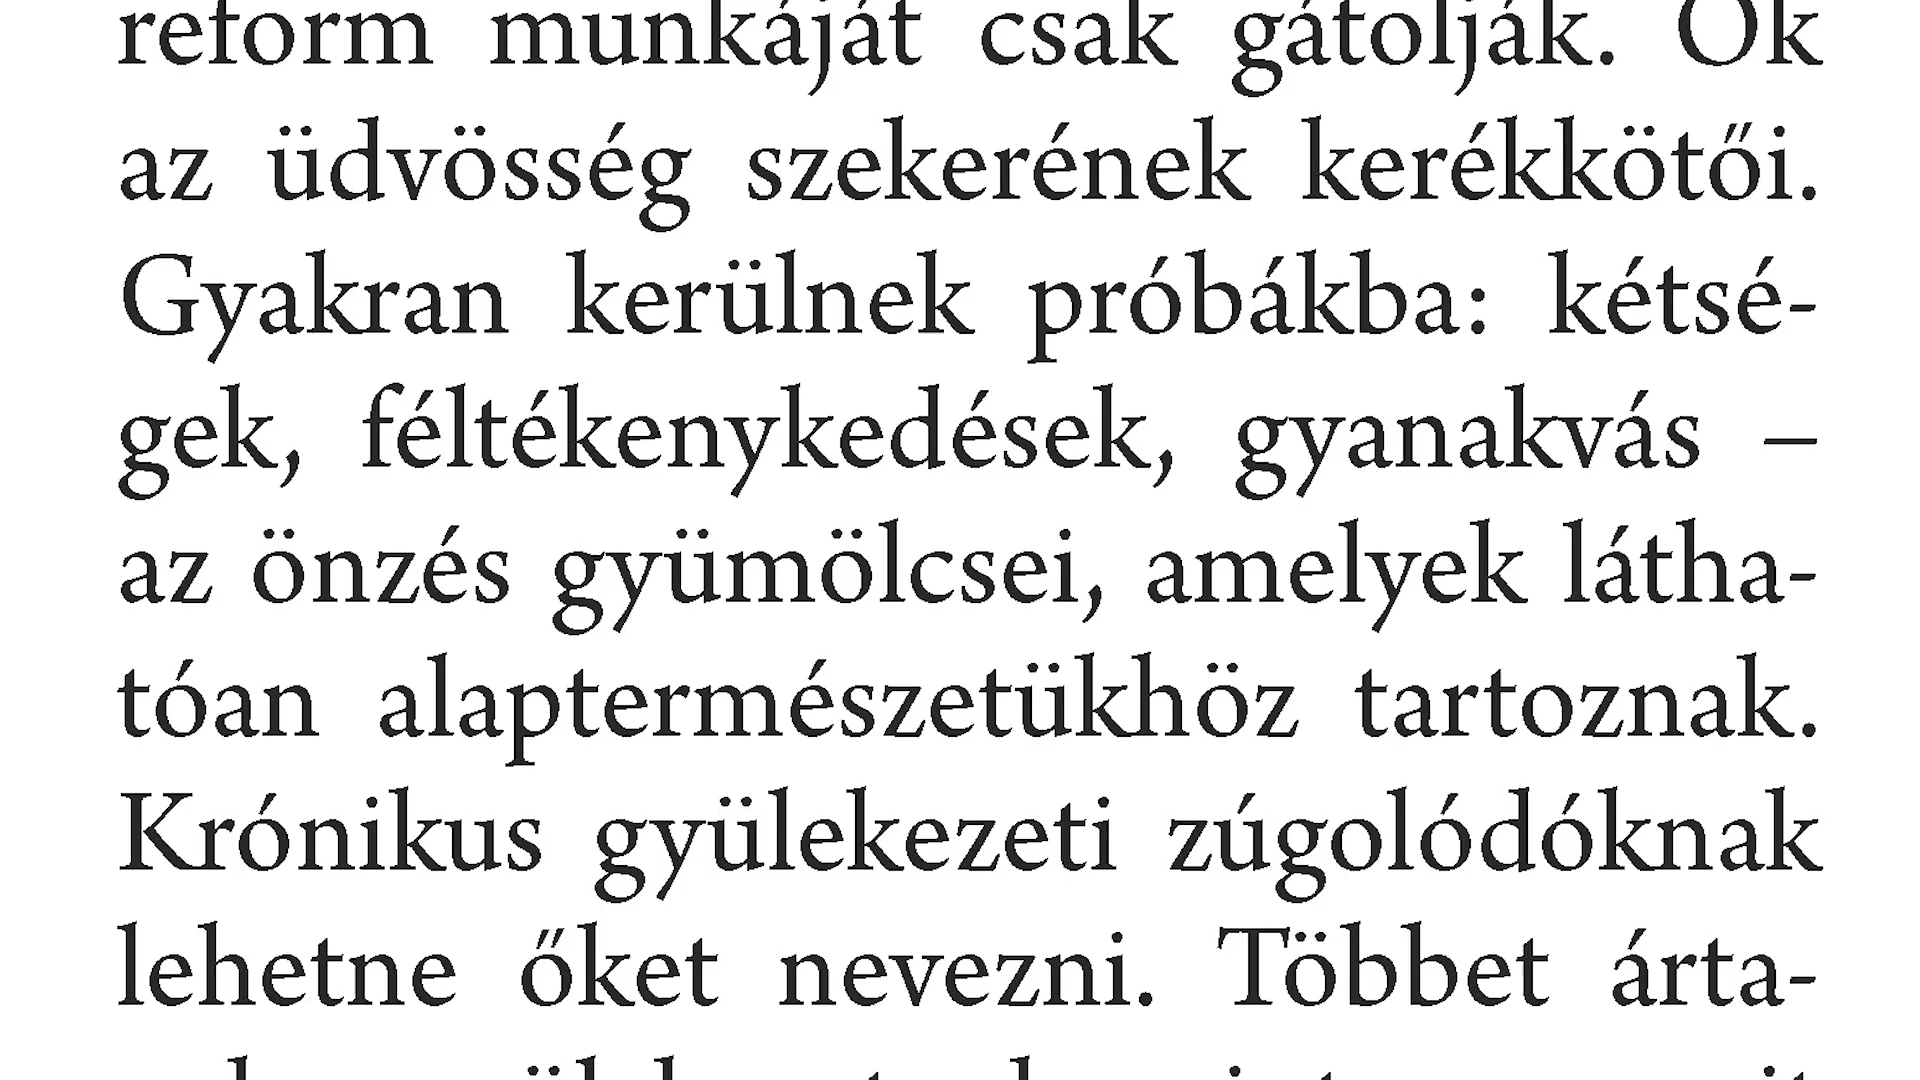 reform munkáját csak gátolják. Ők
az üdvösség szekerének kerékkötői.
Gyakran kerülnek próbákba: kétsé-
gek, féltékenykedések, gyanakvás –
az önzés gyümölcsei, amelyek látha-
tóan alaptermészetükhöz tartoznak.
Krónikus gyülekezeti zúgolódóknak
lehetne őket nevezni. Többet árta-